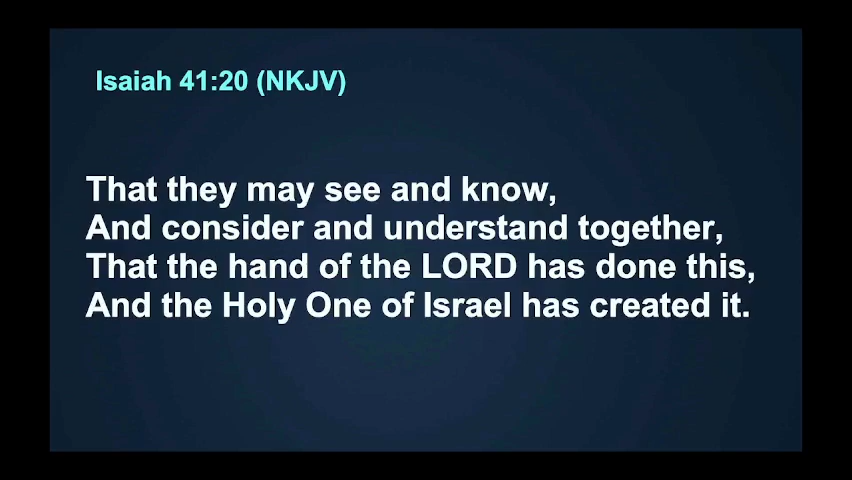 Isaiah 41:20 (NKJV)
That they may see and know,
And consider and understand together,
That the hand of the LORD has done this,
And the Holy One of Israel has created it.